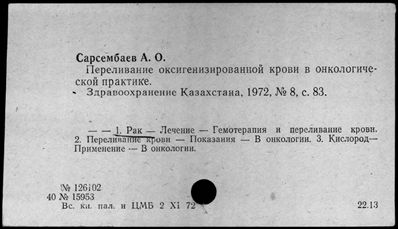 Сарсембаев А. О.
Переливание оксигенизированной крови в онкологиче-
ской практике.
Здравоохранение Казахстана, 1972, № 8, с. 83.
— — 1. Рак — Лечение — Гемотерапия и переливание крови.
2. Переливание крови — Показания — В онкологии. 3. Кислород—
Применение — В онкологии.
№ 126102
40 № 15953
Вс. кн. пал. и ЦМБ 2 XI 72
22.13